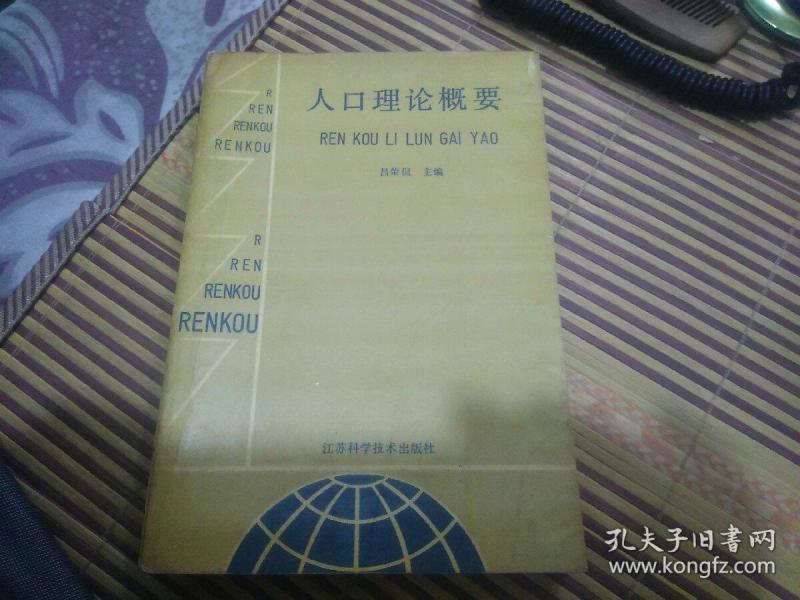 人口理论概要
REN KOU LI LUN GAI YAO
吕荣侃 主编
R
REN
RENKOU
RENKOU
R
REN
RENKOU
RENKOU
江苏科学技术出版社
孔夫子旧書网
www.kongfz.com